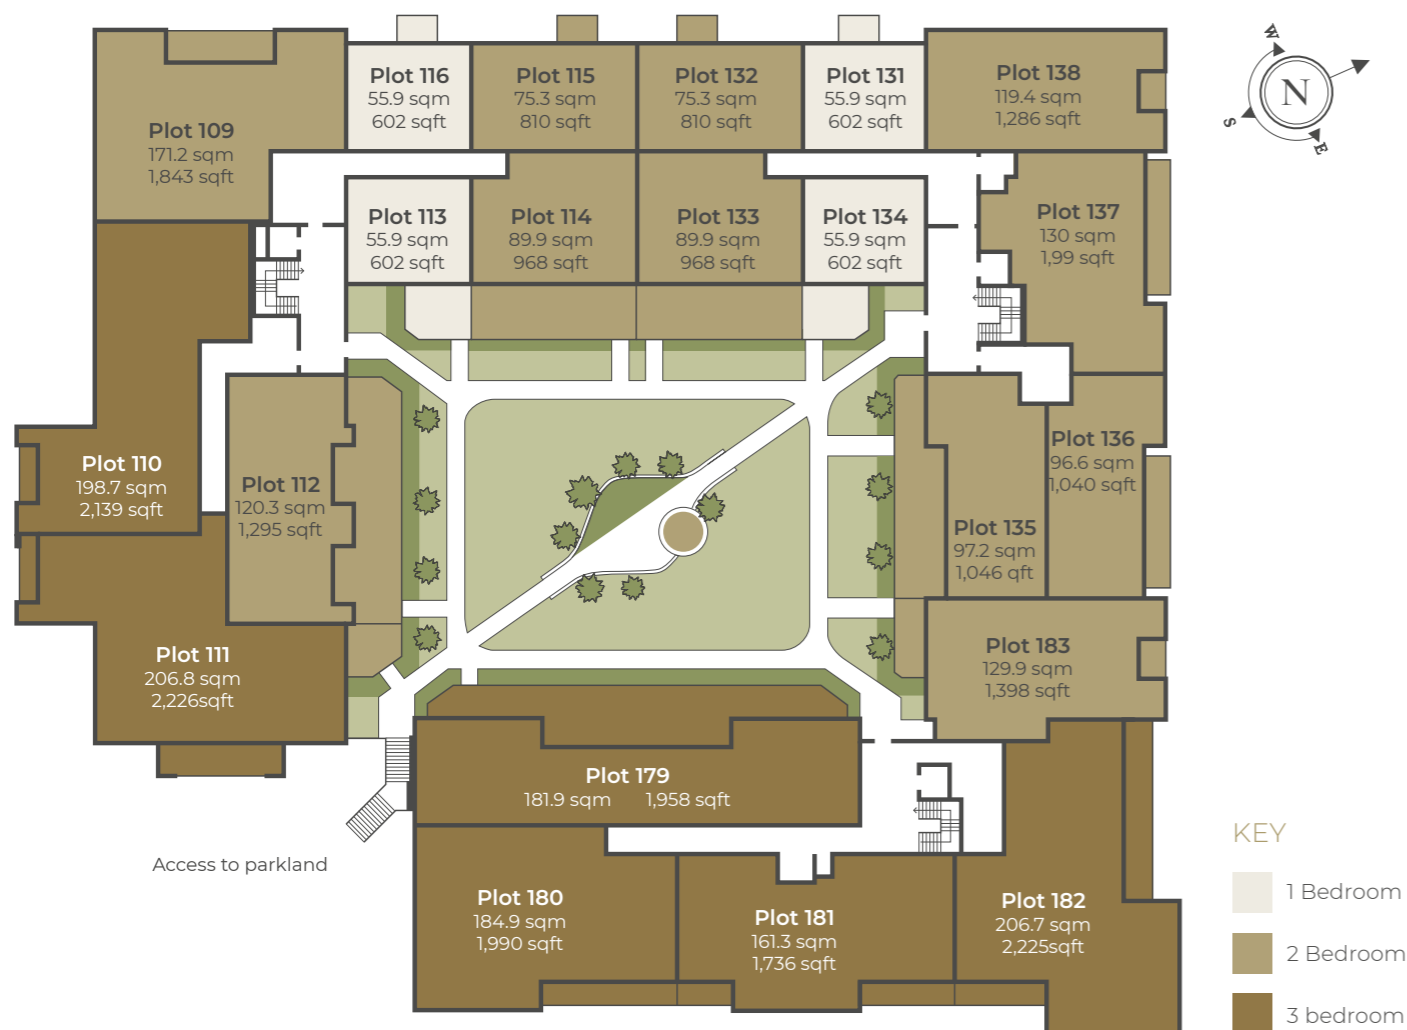 Plot 109
171.2 sqm
1,843 sqft
Plot 116
55.9 sqm
602 sqft
Plot 115
75.3 sqm
810 sqft
Plot 132
75.3 sqm
810 sqft
Plot 131
55.9 sqm
602 sqft
Plot 138
119.4 sqm
1,286 sqft
W
N
S
E
Plot 113
55.9 sqm
602 sqft
Plot 114
89.9 sqm
968 sqft
Plot 133
89.9 sqm
968 sqft
Plot 134
55.9 sqm
602 sqft
Plot 137
130 sqm
1,99 sqft
Plot 110
198.7 sqm
2,139 sqft
Plot 112
120.3 sqm
1,295 sqft
Plot 136
96.6 sqm
1,040 sqft
Plot 135
97.2 sqm
1,046 qft
Plot 111
206.8 sqm
2,226sqft
Plot 183
129.9 sqm
1,398 sqft
Plot 179
181.9 sqm 1,958 sqft
Access to parkland
Plot 180
184.9 sqm
1,990 sqft
Plot 181
161.3 sqm
1,736 sqft
Plot 182
206.7 sqm
2,225sqft
KEY
1 Bedroom
2 Bedroom
3 bedroom